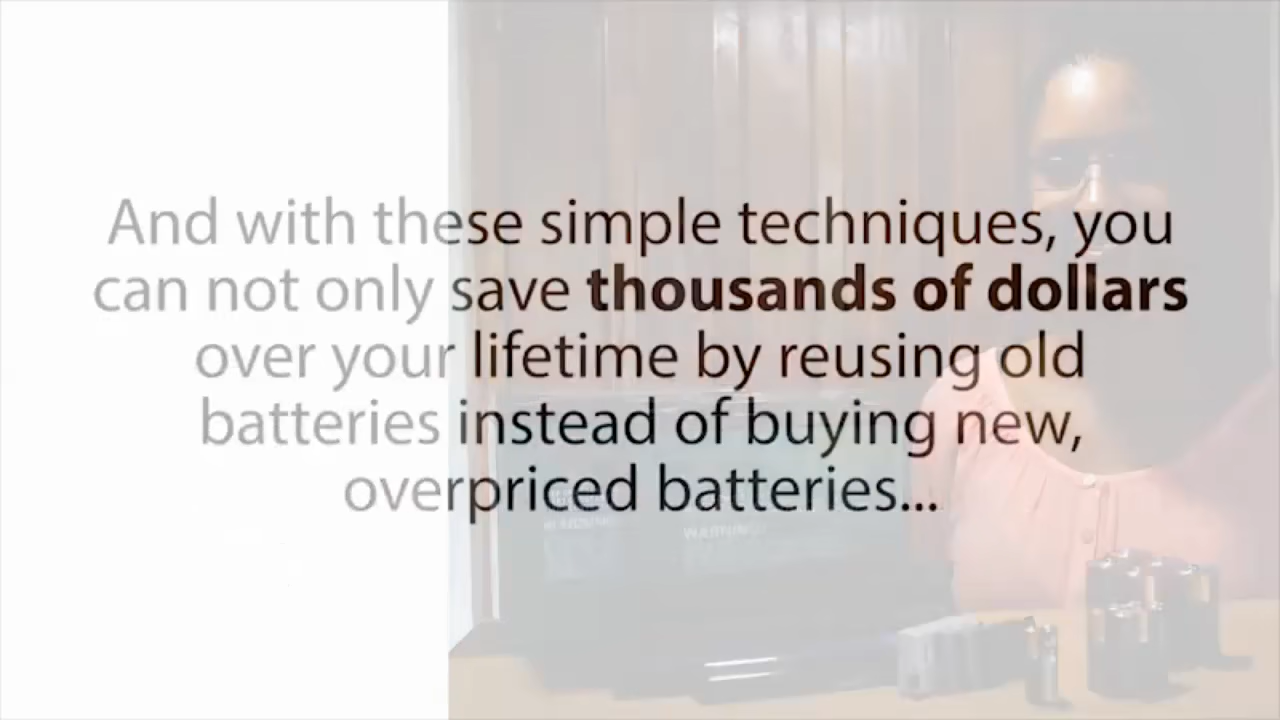 And with these simple techniques, you
can not only save thousands of dollars
over your lifetime by reusing old
batteries instead of buying new,
overpriced batteries...
WARNING